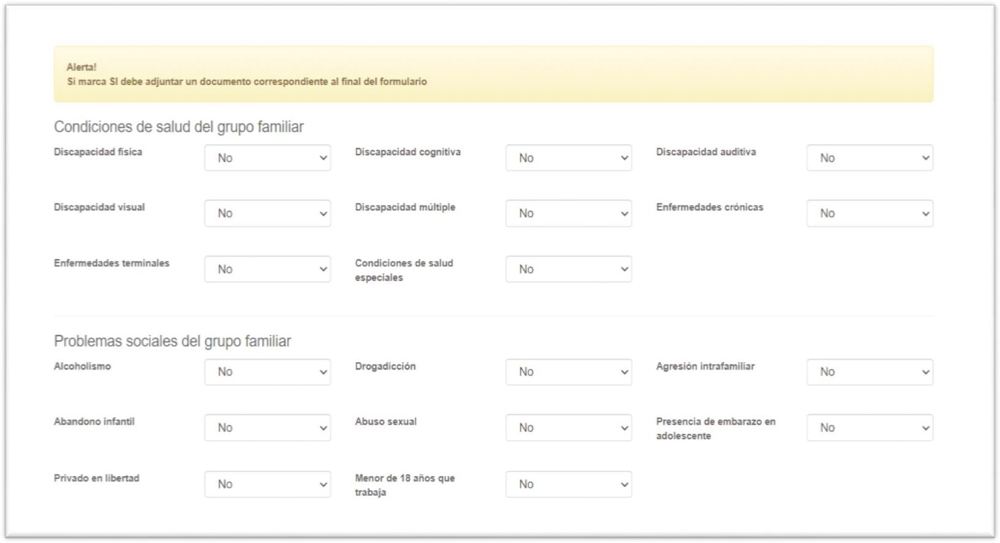 Alerta!
Si marca SI debe adjuntar un documento correspondiente al final del formulario
Condiciones de salud del grupo familiar
Discapacidad física No Discapacidad cognitiva No Discapacidad auditiva No
Discapacidad visual No Discapacidad múltiple No Enfermedades crónicas No
Enfermedades terminales No Condiciones de salud No
especiales
Problemas sociales del grupo familiar
Alcoholismo No Drogadicción No Agresión intrafamiliar No
Abandono infantil No Abuso sexual No Presencia de embarazo en No
adolescente
Privado en libertad No Menor de 18 años que No
trabaja